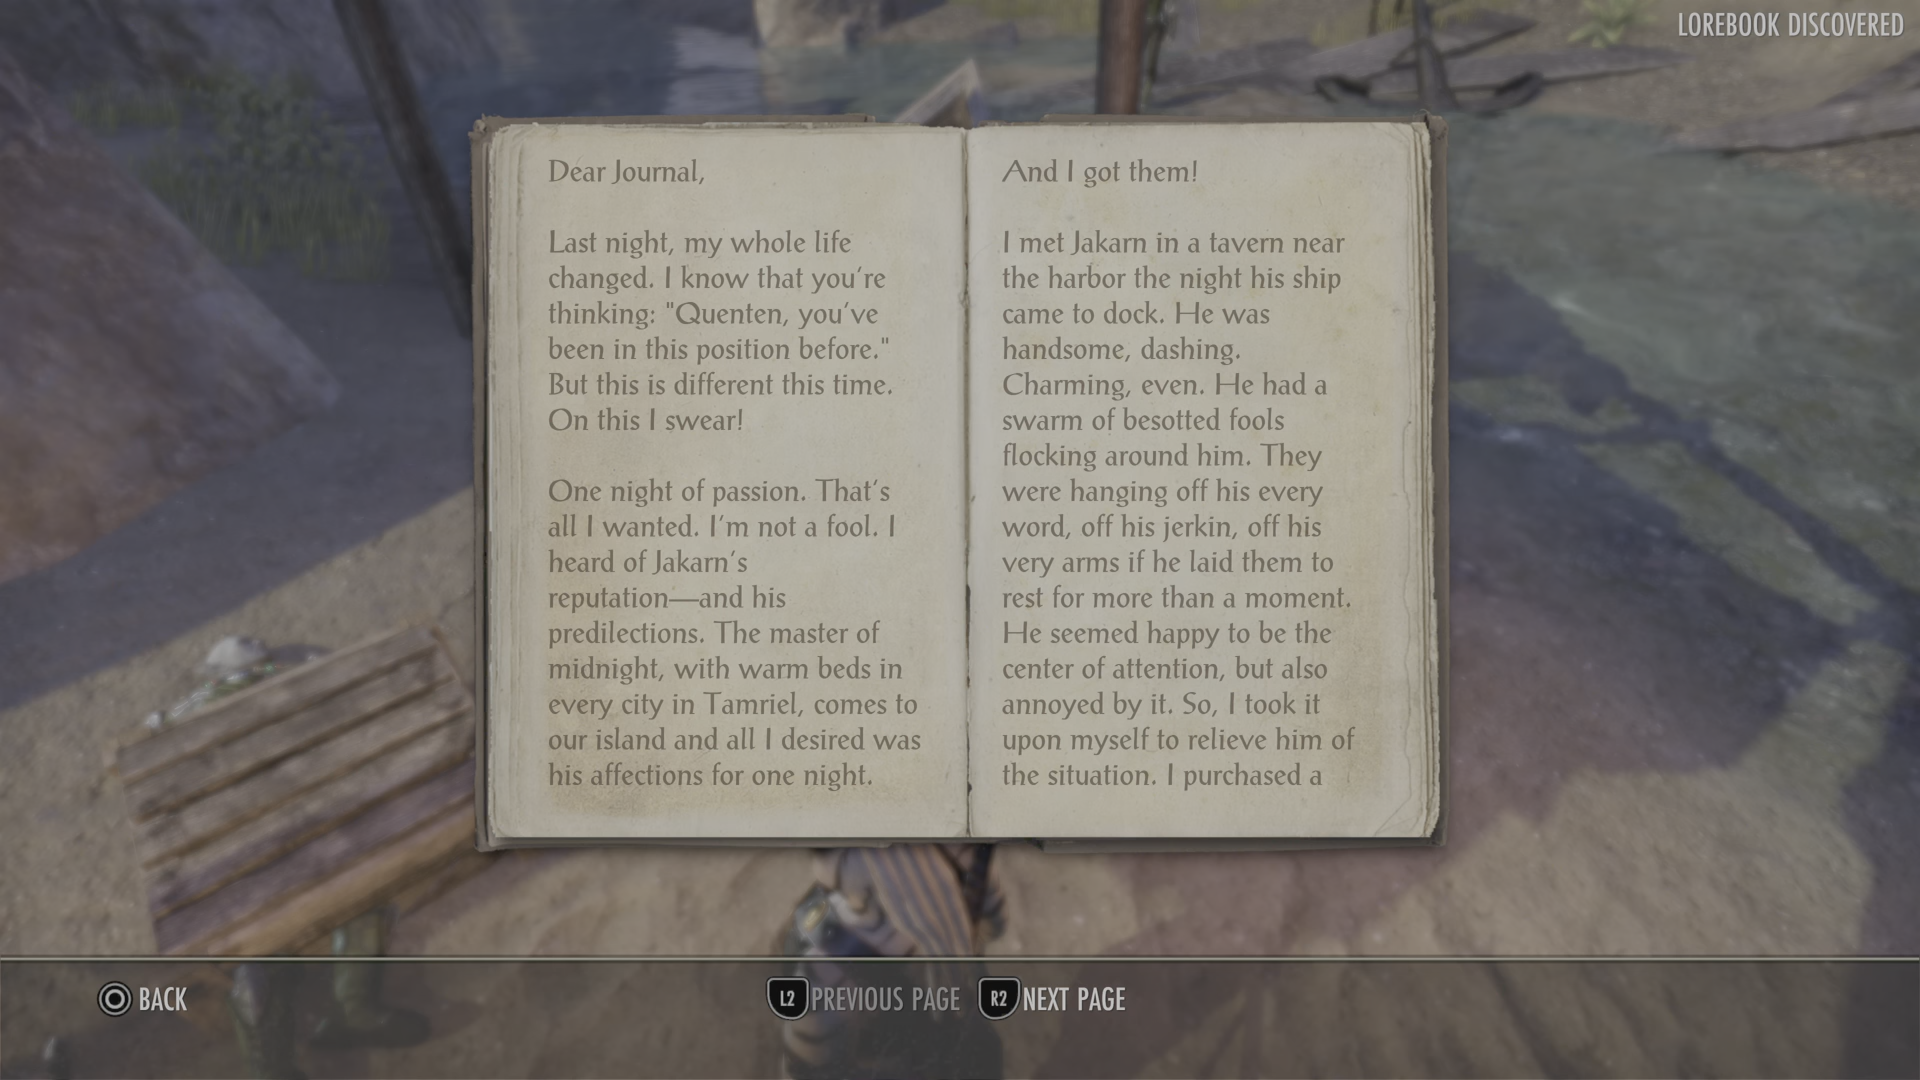 LOREBOOK DISCOVERED
Dear Journal,
Last night, my whole life
changed. I know that you're
thinking: "Quenten, you've
been in this position before."
But this is different this time.
On this I swear!
One night of passion. That's
all I wanted. I'm not a fool. I
heard of Jakarn's
reputation—and his
predilections. The master of
midnight, with warm beds in
every city in Tamriel, comes to
our island and all I desired was
his affections for one night.
And I got them!
I met Jakarn in a tavern near
the harbor the night his ship
came to dock. He was
handsome, dashing.
Charming, even. He had a
swarm of besotted fools
flocking around him. They
were hanging off his every
word, off his jerkin, off his
very arms if he laid them to
rest for more than a moment.
He seemed happy to be the
center of attention, but also
annoyed by it. So, I took it
upon myself to relieve him of
the situation. I purchased a
BACK
L2 PREVIOUS PAGE R2 NEXT PAGE